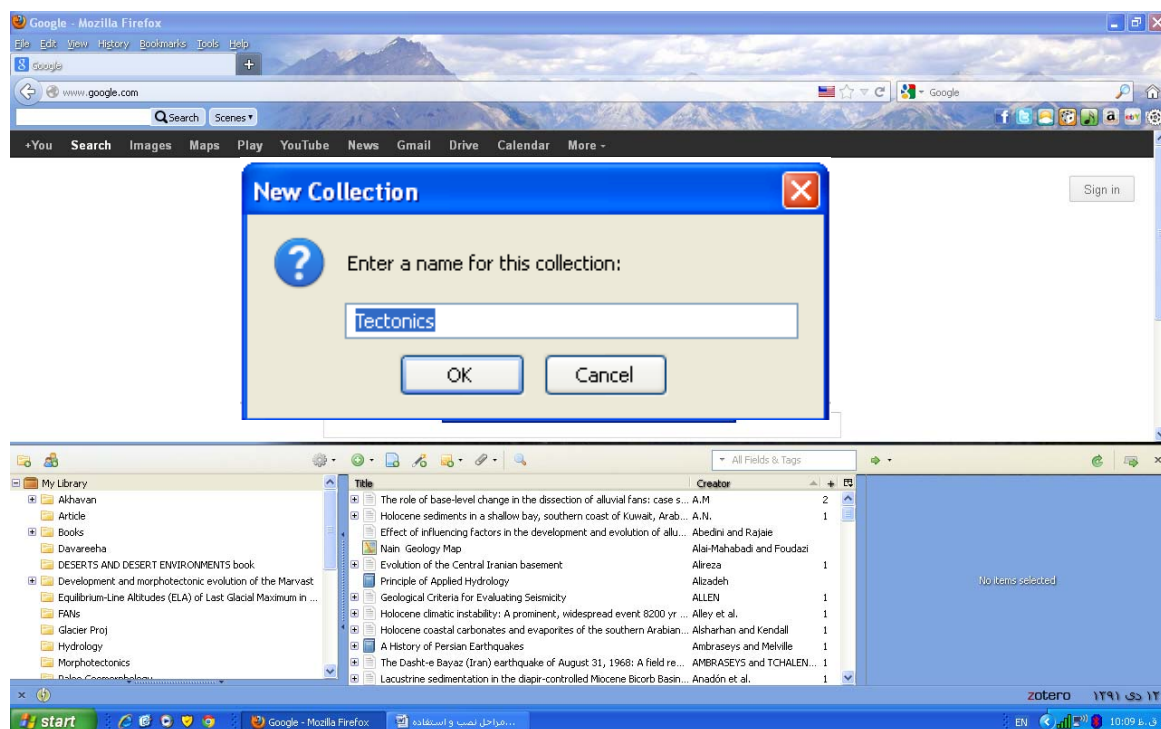 Google - Mozilla Firefox
File Edit View History Bookmarks Tools Help
Google
www.google.com
Google
Search Scenes
+You Search Images Maps Play YouTube News Gmail Drive Calendar More
Sign in
New Collection
Enter a name for this collection:
Tectonics
OK Cancel
All Fields & Tags
My Library
Akhavan
Article
Books
Davareeha
DESERTS AND DESERT ENVIRONMENTS book
Development and morphotectonic evolution of the Marvast
Equilibrium-Line Altitudes (ELA) of Last Glacial Maximum in ...
FANs
Glacier Proj
Hydrology
Morphotectonics
Title Creator
The role of base-level change in the dissection of alluvial fans: case s... A.M 2
Holocene sediments in a shallow bay, southern coast of Kuwait, Arab... A.N. 1
Effect of influencing factors in the development and evolution of allu... Abedini and Rajaie
Nain Geology Map Alai-Mahabadi and Foudazi
Evolution of the Central Iranian basement Alireza 1
Principle of Applied Hydrology Alizadeh
Geological Criteria for Evaluating Seismicity ALLEN 1
Holocene climatic instability: A prominent, widespread event 8200 yr ... Alley et al. 1
Holocene coastal carbonates and evaporites of the southern Arabian... Alsharhan and Kendall 1
A History of Persian Earthquakes Ambraseys and Melville 1
The Dasht-e Bayaz (Iran) earthquake of August 31, 1968: A field re... AMBRASEYS and TCHALEN... 1
Lacustrine sedimentation in the diapir-controlled Miocene Bicorb Basin... Anadón et al. 1
No items selected
zotero ۱۲ دی ۱۳۹۱
start Google - Mozilla Firefox مراحل نصب و استفاده... EN 10:09 ق.ظ